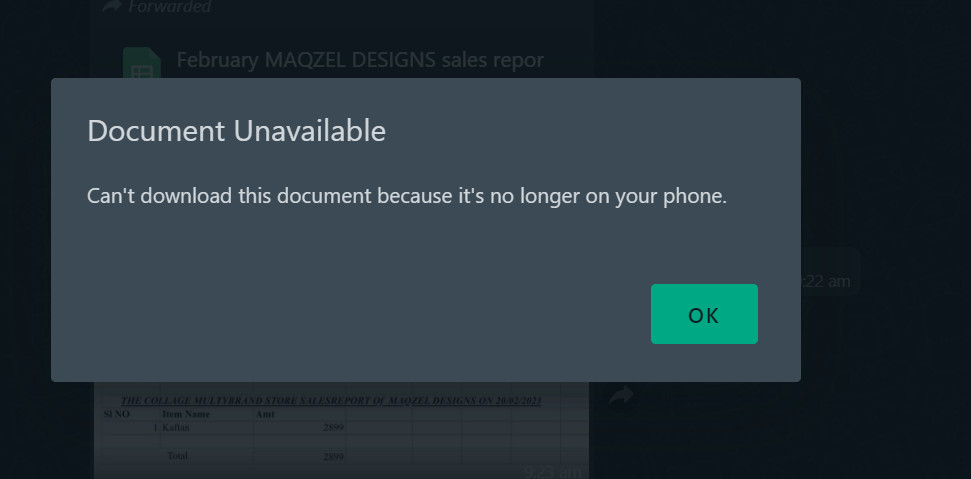 Forwarded
February MAQZEL DESIGNS sales repor
Document Unavailable
Can't download this document because it's no longer on your phone.
:22 am
OK
THE COLLAGE MULTYBRAND STORE SALESREPORT OF MAQZEL DESIGNS ON 20/02/2023
Sl NO Item Name Amt
1 Kaftan 2899
Total 2899
9:23 am